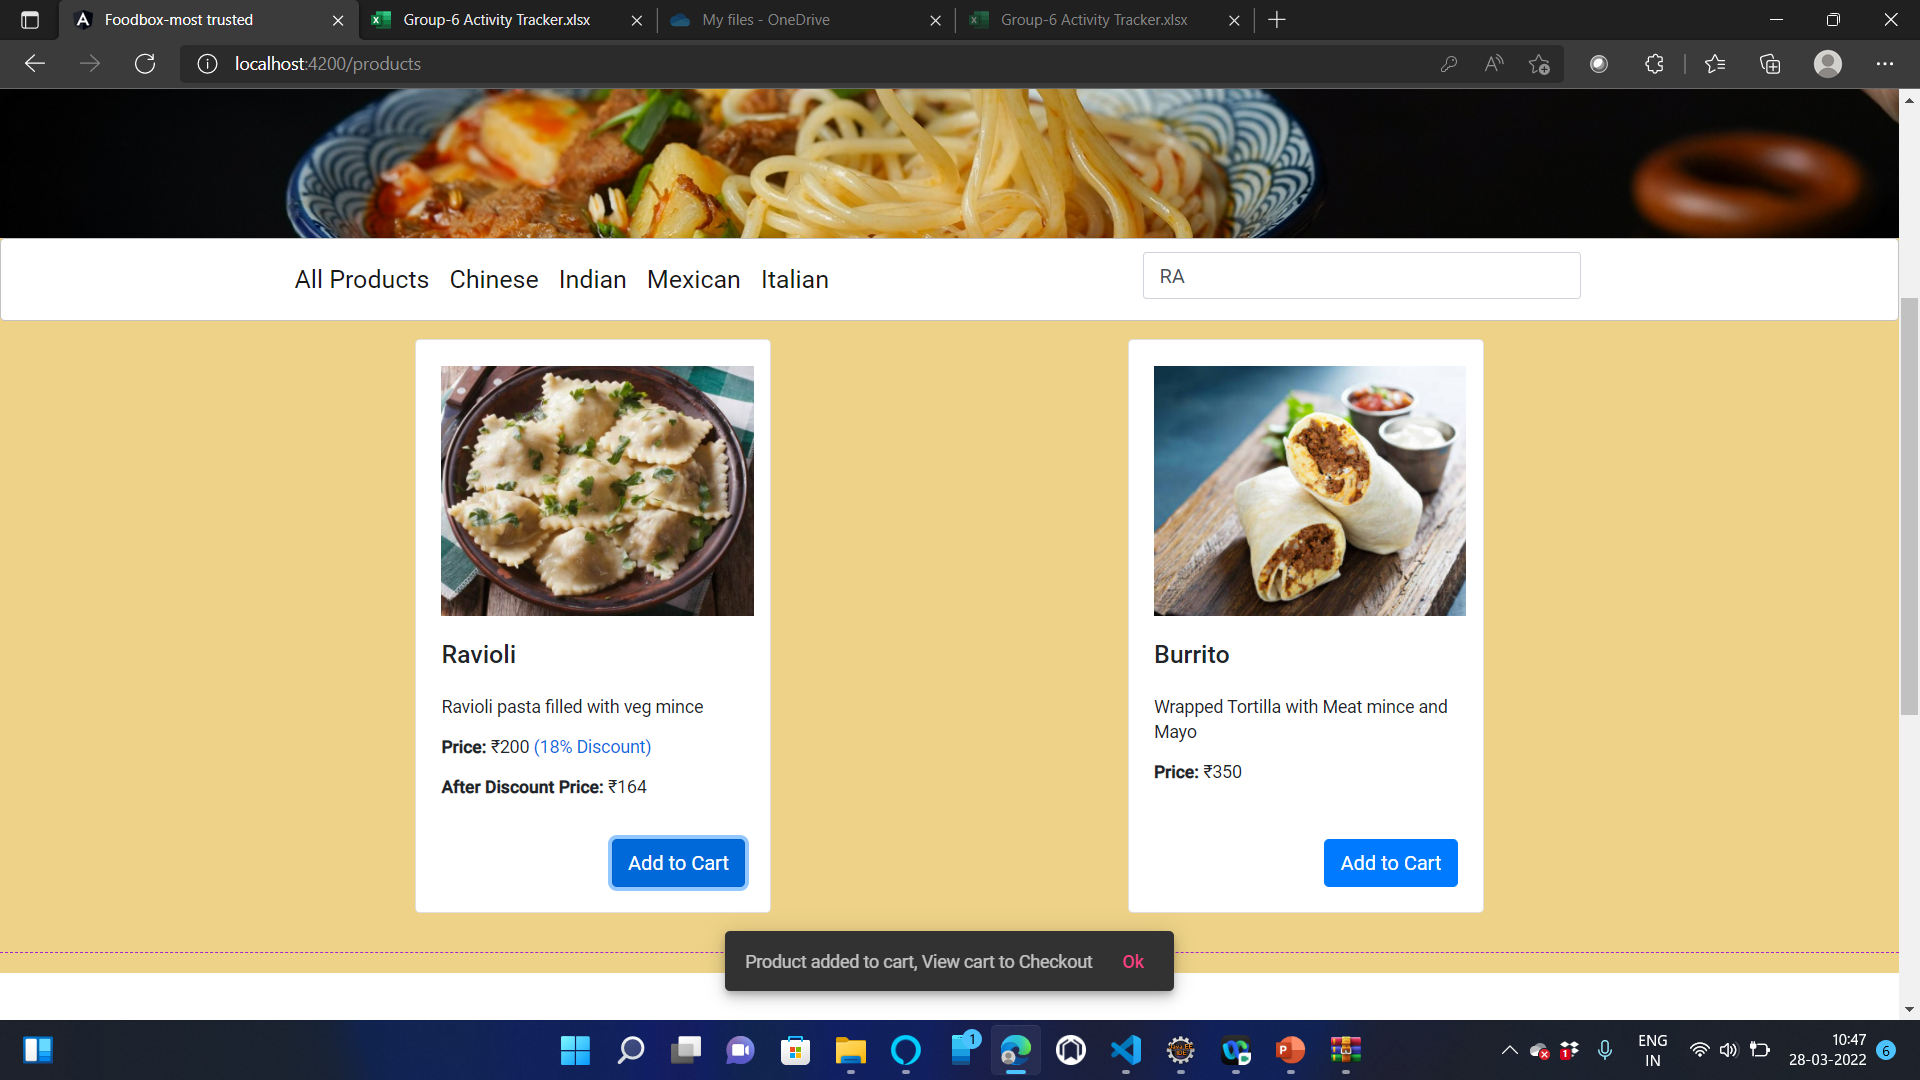 Foodbox-most trusted
Group-6 Activity Tracker.xlsx
My files - OneDrive
Group-6 Activity Tracker.xlsx
localhost:4200/products
All Products Chinese Indian Mexican Italian
RA
Ravioli
Ravioli pasta filled with veg mince
Price: ₹200 (18% Discount)
After Discount Price: ₹164
Add to Cart
Burrito
Wrapped Tortilla with Meat mince and
Mayo
Price: ₹350
Add to Cart
Product added to cart, View cart to Checkout Ok
1
1
ENG
IN
10:47
28-03-2022
6